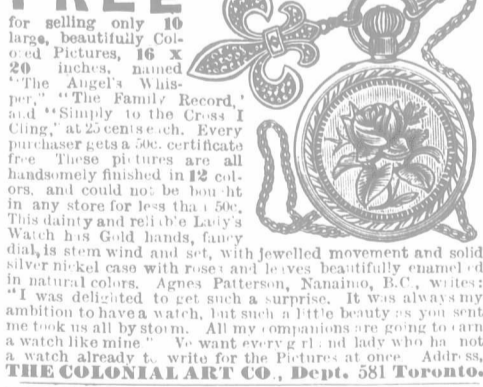 FREE
for selling only 10
large, beautifully Col-
ored Pictures, 16 X
20 inches, named
"The Angel's Whis-
per," "The Family Record,"
and "Simply to the Cross I
Cling," at 25 cents each. Every
purchaser gets a 50c. certificate
free These pictures are all
handsomely finished in 12 col-
ors, and could not be bought
in any store for less than 50c.
This dainty and reliable Lady's
Watch has Gold hands, fancy
dial, is stem wind and set, with Jewelled movement and solid
silver nickel case with roses and leaves beautifully enamelled
in natural colors. Agnes Patterson, Nanaimo, B.C., writes:
"I was delighted to get such a surprise. It was always my
ambition to have a watch, but such a little beauty as you sent
me took us all by storm. All my companions are going to earn
a watch like mine" We want every girl and lady who has not
a watch already to write for the Pictures at once Address,
THE COLONIAL ART CO., Dept. 581 Toronto.